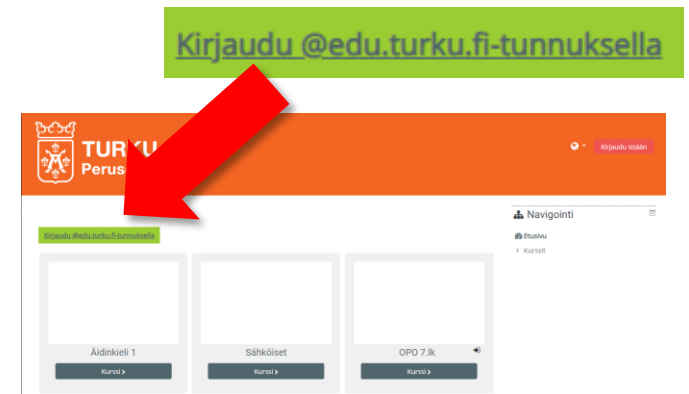 Kirjaudu @edu.turku.fi-tunnuksella
TURKU
Kirjaudu sisään
Navigointi
Kirjaudu @edu.turku.fi-tunnuksella
Etusivu
Kurssit
Äidinkieli 1
Sähköiset
OPO 7.lk
Kurssi >
Kurssi >
Kurssi >